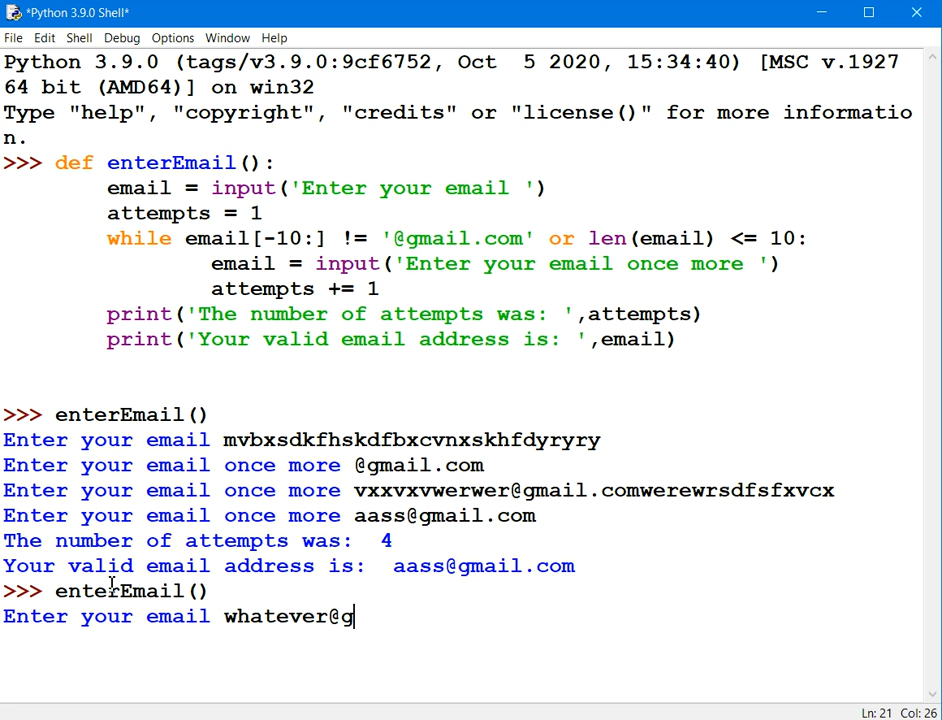 *Python 3.9.0 Shell*
File Edit Shell Debug Options Window Help
Python 3.9.0 (tags/v3.9.0:9cf6752, Oct  5 2020, 15:34:40) [MSC v.1927
64 bit (AMD64)] on win32
Type "help", "copyright", "credits" or "license()" for more informatio
n.
>>> def enterEmail():
        email = input('Enter your email ')
        attempts = 1
        while email[-10:] != '@gmail.com' or len(email) <= 10:
                email = input('Enter your email once more ')
                attempts += 1
        print('The number of attempts was: ',attempts)
        print('Your valid email address is: ',email)
>>> enterEmail()
Enter your email mvbxsdkfhskdfbxcvnxskhfdyryry
Enter your email once more @gmail.com
Enter your email once more vxxvxvwerwer@gmail.comwerewrsdfsfxvcx
Enter your email once more aass@gmail.com
The number of attempts was:  4
Your valid email address is:  aass@gmail.com
>>> enterEmail()
Enter your email whatever@g
Ln: 21 Col: 26